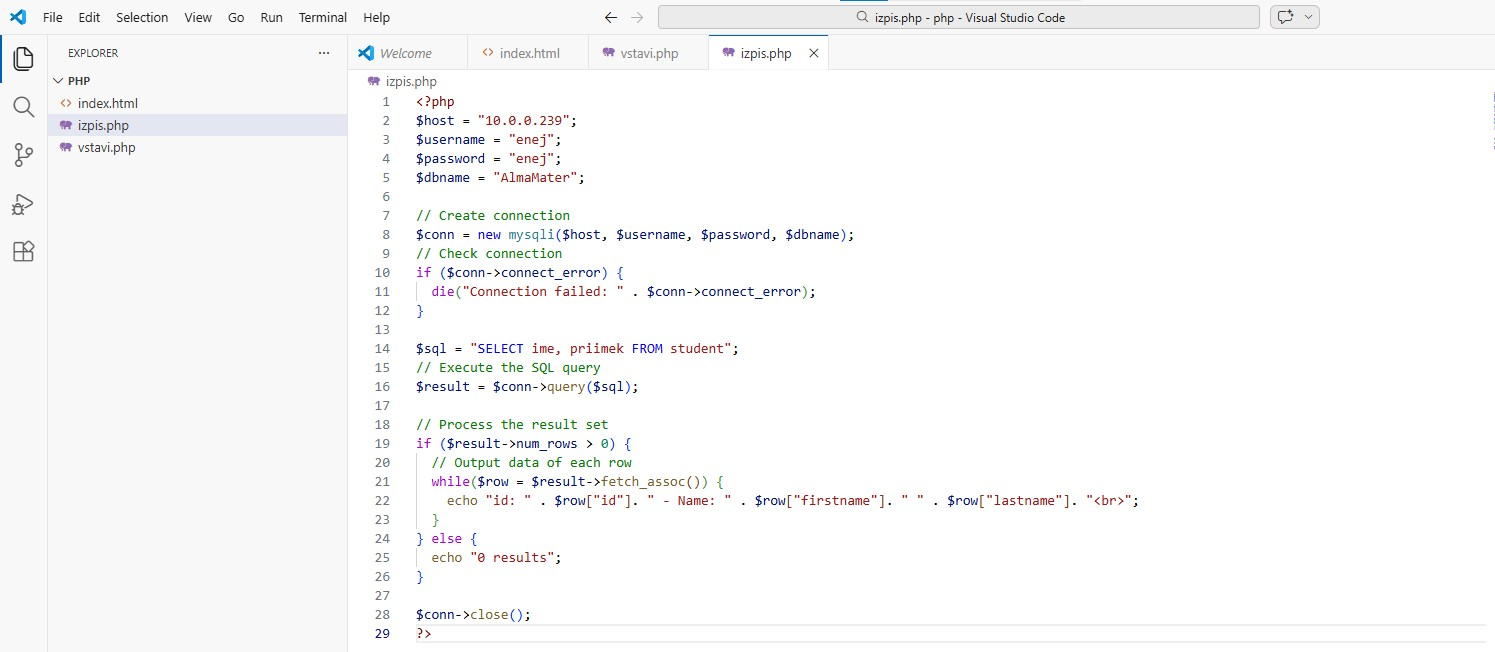 File Edit Selection View Go Run Terminal Help
izpis.php - php - Visual Studio Code
EXPLORER
PHP
index.html
izpis.php
vstavi.php
Welcome
index.html
vstavi.php
izpis.php
izpis.php
1 <?php
2 $host = "10.0.0.239";
3 $username = "enej";
4 $password = "enej";
5 $dbname = "AlmaMater";
6
7 // Create connection
8 $conn = new mysqli($host, $username, $password, $dbname);
9 // Check connection
10 if ($conn->connect_error) {
11   die("Connection failed: " . $conn->connect_error);
12 }
13
14 $sql = "SELECT ime, priimek FROM student";
15 // Execute the SQL query
16 $result = $conn->query($sql);
17
18 // Process the result set
19 if ($result->num_rows > 0) {
20   // Output data of each row
21   while($row = $result->fetch_assoc()) {
22     echo "id: " . $row["id"]. " - Name: " . $row["firstname"]. " " . $row["lastname"]. "<br>";
23   }
24 } else {
25   echo "0 results";
26 }
27
28 $conn->close();
29 ?>